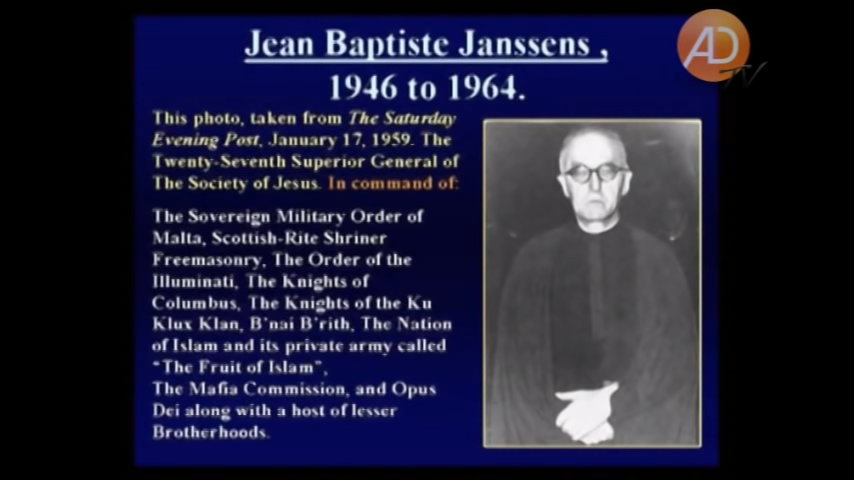 Jean Baptiste Janssens ,
1946 to 1964.
AD
TV
This photo, taken from The Saturday
Evening Post, January 17, 1959. The
Twenty-Seventh Superior General of
The Society of Jesus. In command of:
The Sovereign Military Order of
Malta, Scottish-Rite Shriner
Freemasonry, The Order of the
Illuminati, The Knights of
Columbus, The Knights of the Ku
Klux Klan, B'nai B'rith, The Nation
of Islam and its private army called
"The Fruit of Islam",
The Mafia Commission, and Opus
Dei along with a host of lesser
Brotherhoods.